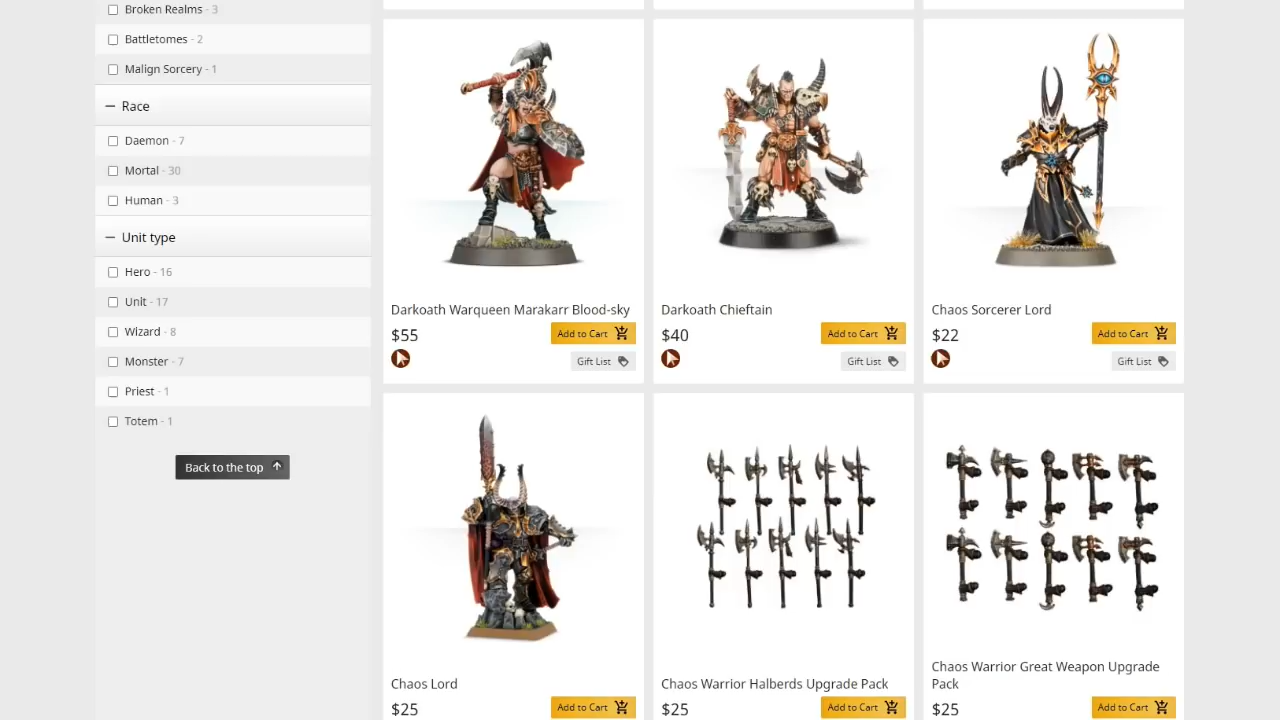 Broken Realms - 3
Battletomes - 2
Malign Sorcery - 1
Race
Daemon - 7
Mortal - 30
Human - 3
Unit type
Hero - 16
Unit - 17
Wizard - 8
Monster - 7
Priest - 1
Totem - 1
Back to the top
Darkoath Warqueen Marakarr Blood-sky
$55
Add to Cart
Gift List
Darkoath Chieftain
$40
Add to Cart
Gift List
Chaos Sorcerer Lord
$22
Add to Cart
Gift List
Chaos Lord
$25
Add to Cart
Chaos Warrior Halberds Upgrade Pack
$25
Add to Cart
Chaos Warrior Great Weapon Upgrade
Pack
$25
Add to Cart